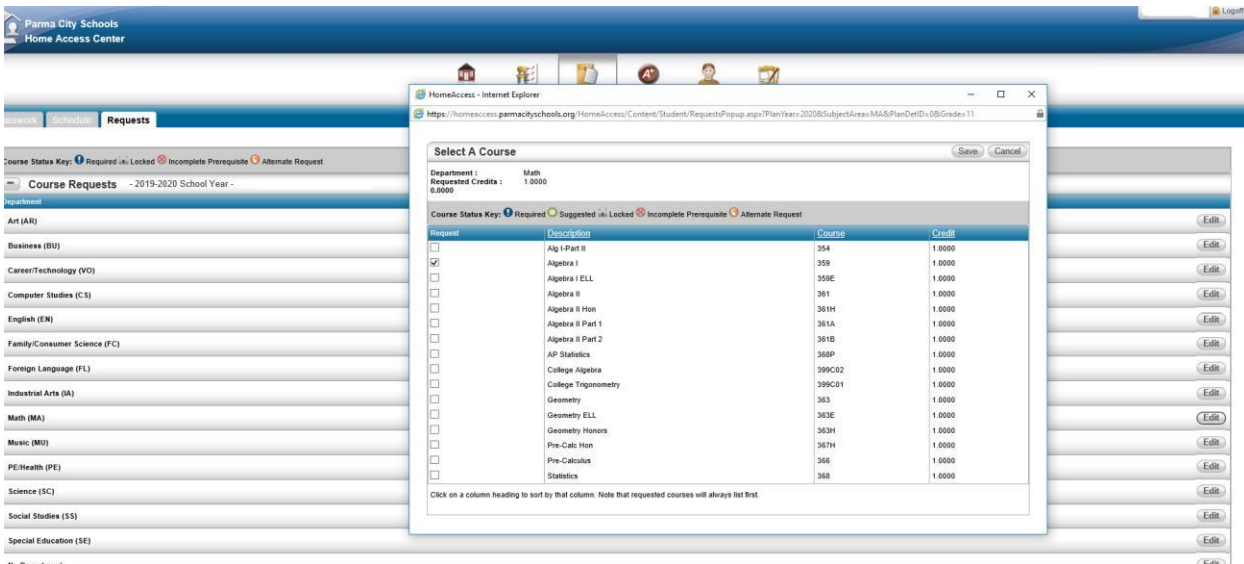 Logoff
Parma City Schools
Home Access Center
A+
HomeAccess - Internet Explorer
https://homeaccess.parmacityschools.org/HomeAccess/Content/Student/RequestsPopup.aspx?PlanYear=2020&SubjectArea=MA&PlanDetID=0&Grade=11
Schedule Requests
Course Status Key: Required Locked Incomplete Prerequisite Alternate Request
Course Requests - 2019-2020 School Year -
Department
Art (AR) Edit
Business (BU) Edit
Career/Technology (VO) Edit
Computer Studies (CS) Edit
English (EN) Edit
Family/Consumer Science (FC) Edit
Foreign Language (FL) Edit
Industrial Arts (IA) Edit
Math (MA) Edit
Music (MU) Edit
PE/Health (PE) Edit
Science (SC) Edit
Social Studies (SS) Edit
Special Education (SE) Edit
Edit
Select A Course Save Cancel
Department : Math
Requested Credits : 1.0000
0.0000
Course Status Key: Required Suggested Locked Incomplete Prerequisite Alternate Request
Request Description Course Credit
Alg I-Part II 354 1.0000
Algebra I 359 1.0000
Algebra I ELL 359E 1.0000
Algebra II 361 1.0000
Algebra II Hon 361H 1.0000
Algebra II Part 1 361A 1.0000
Algebra II Part 2 361B 1.0000
AP Statistics 368P 1.0000
College Algebra 399C02 1.0000
College Trigonometry 399C01 1.0000
Geometry 363 1.0000
Geometry ELL 363E 1.0000
Geometry Honors 363H 1.0000
Pre-Calc Hon 367H 1.0000
Pre-Calculus 366 1.0000
Statistics 368 1.0000
Click on a column heading to sort by that column. Note that requested courses will always list first.